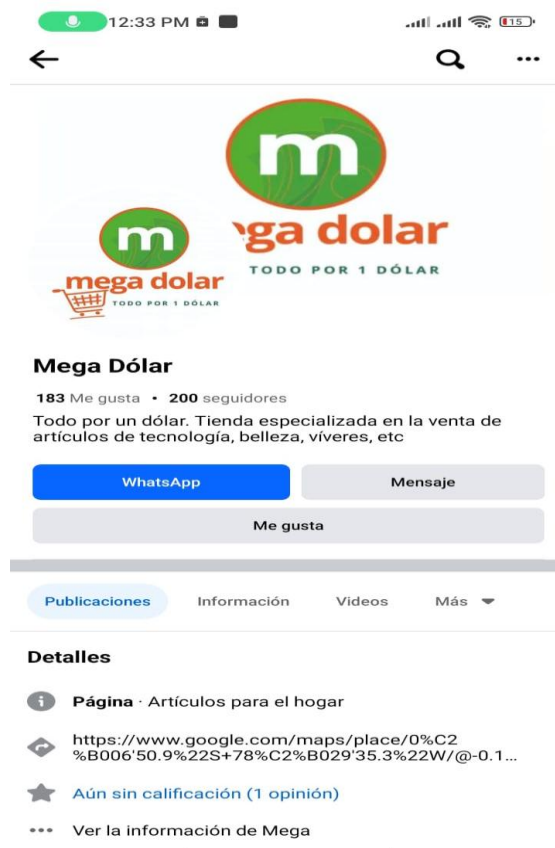 12:33 PM
15
m
ega dolar
TODO POR 1 DÓLAR
m
mega dolar
TODO POR 1 DÓLAR
Mega Dólar
183 Me gusta • 200 seguidores
Todo por un dólar. Tienda especializada en la venta de
artículos de tecnología, belleza, víveres, etc
WhatsApp
Mensaje
Me gusta
Publicaciones
Información
Videos
Más
Detalles
Página · Artículos para el hogar
https://www.google.com/maps/place/0%C2
%B006'50.9%22S+78%C2%B029'35.3%22W/@-0.1...
Aún sin calificación (1 opinión)
Ver la información de Mega